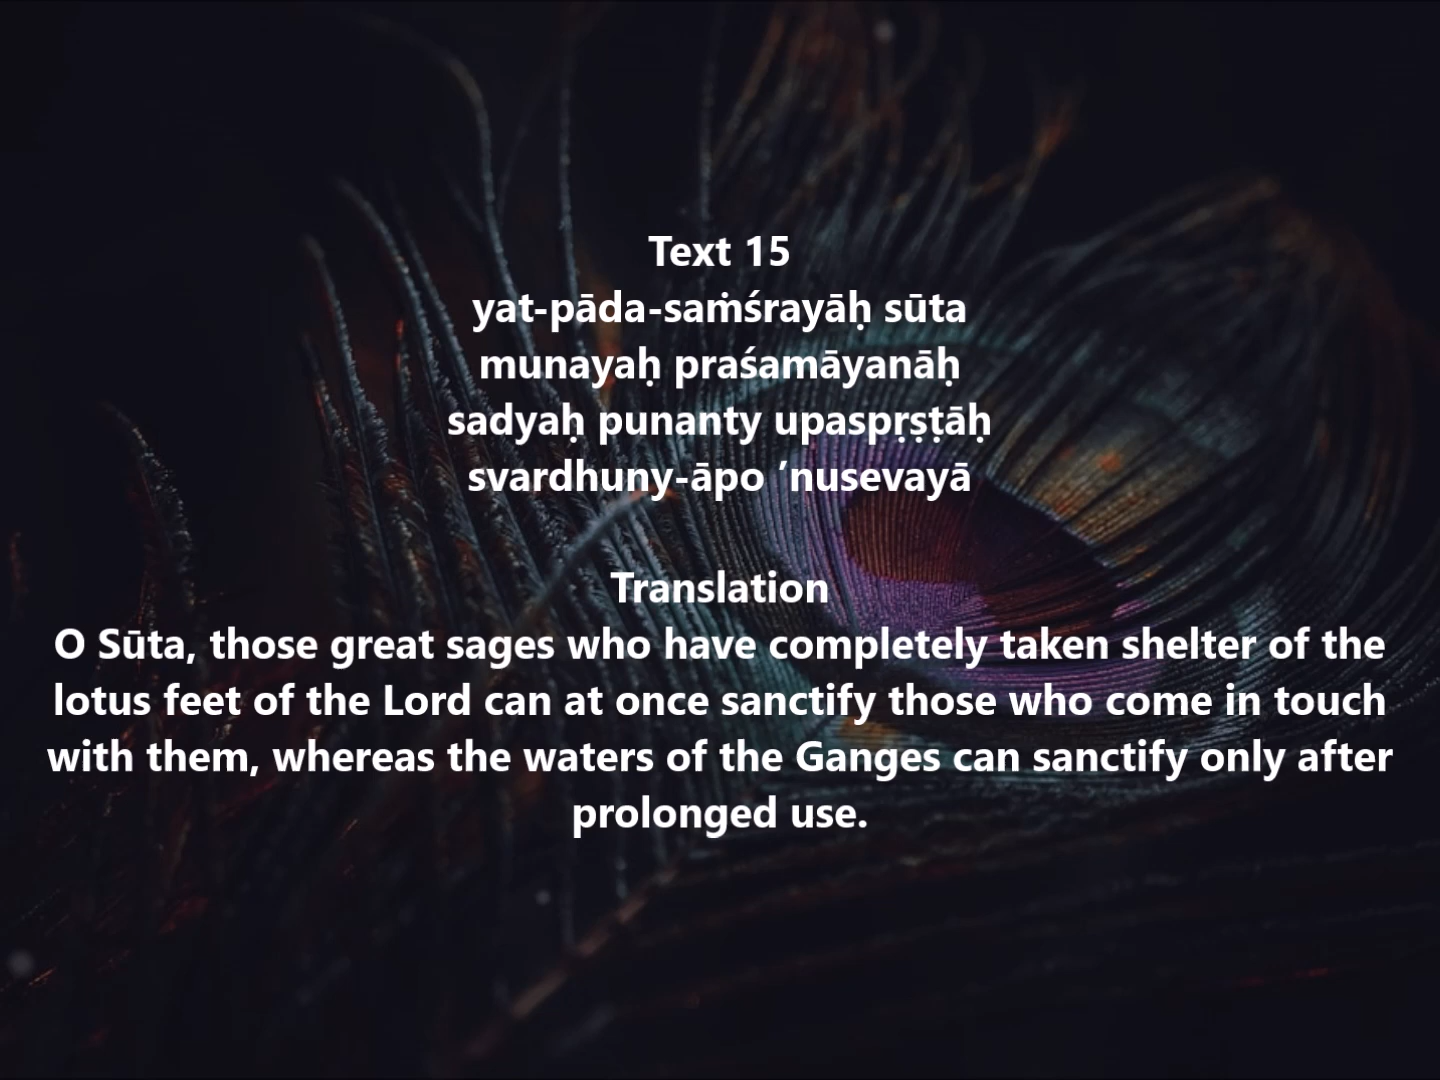 Text 15
yat-pāda-saṁśrayāḥ sūta
munayaḥ praśamāyanāḥ
sadyaḥ punanty upaspṛṣṭāḥ
svardhuny-āpo ’nusevayā
Translation
O Sūta, those great sages who have completely taken shelter of the
lotus feet of the Lord can at once sanctify those who come in touch
with them, whereas the waters of the Ganges can sanctify only after
prolonged use.